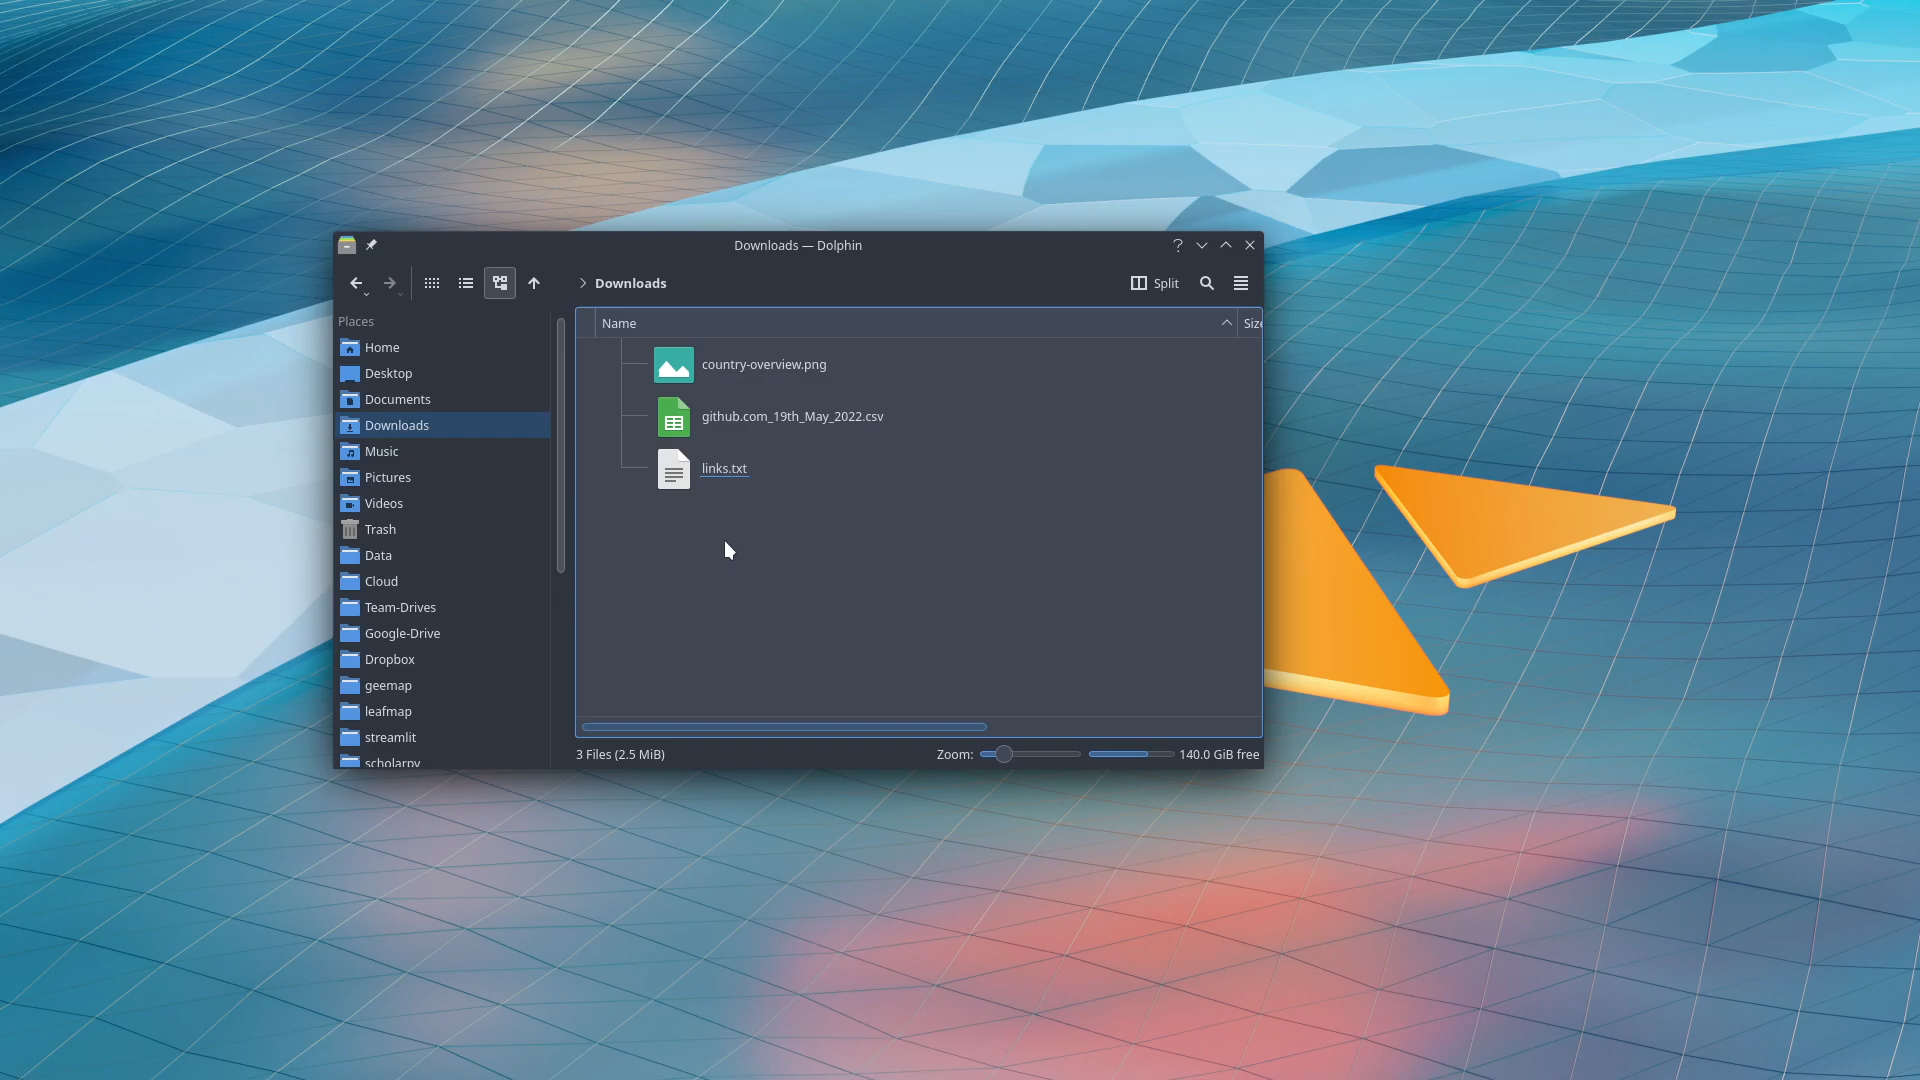 Downloads — Dolphin
Downloads
Split
Places
Home
Desktop
Documents
Downloads
Music
Pictures
Videos
Trash
Data
Cloud
Team-Drives
Google-Drive
Dropbox
geemap
leafmap
streamlit
scholarpy
Name
Size
country-overview.png
github.com_19th_May_2022.csv
links.txt
3 Files (2.5 MiB)
Zoom:
140.0 GiB free